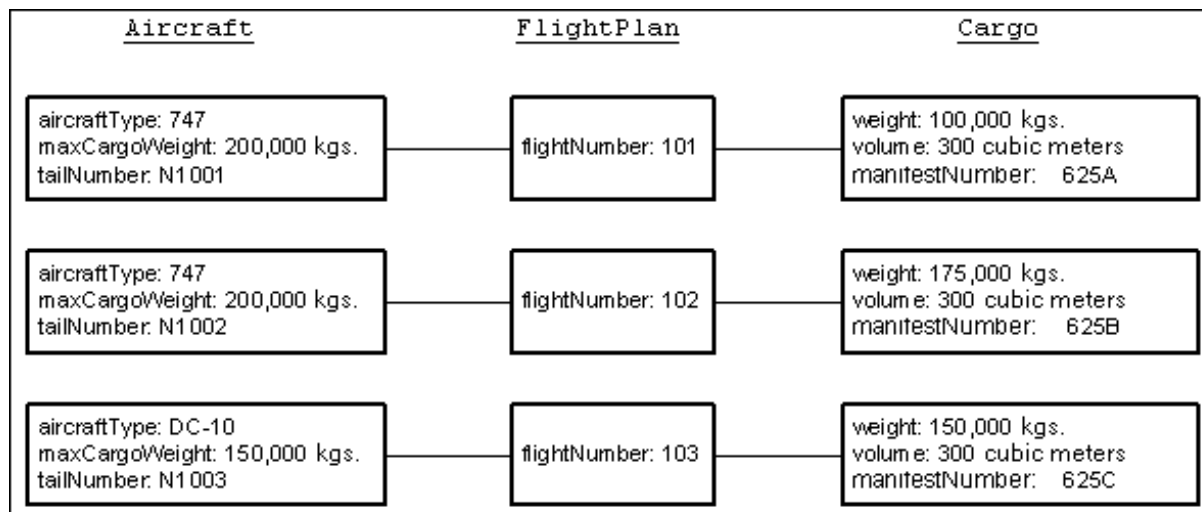 Aircraft FlightPlan Cargo
aircraftType: 747
maxCargoWeight: 200,000 kgs.
tailNumber: N1001
flightNumber: 101
weight: 100,000 kgs.
volume: 300 cubic meters
manifestNumber: 625A
aircraftType: 747
maxCargoWeight: 200,000 kgs.
tailNumber: N1002
flightNumber: 102
weight: 175,000 kgs.
volume: 300 cubic meters
manifestNumber: 625B
aircraftType: DC-10
maxCargoWeight: 150,000 kgs.
tailNumber: N1003
flightNumber: 103
weight: 150,000 kgs.
volume: 300 cubic meters
manifestNumber: 625C